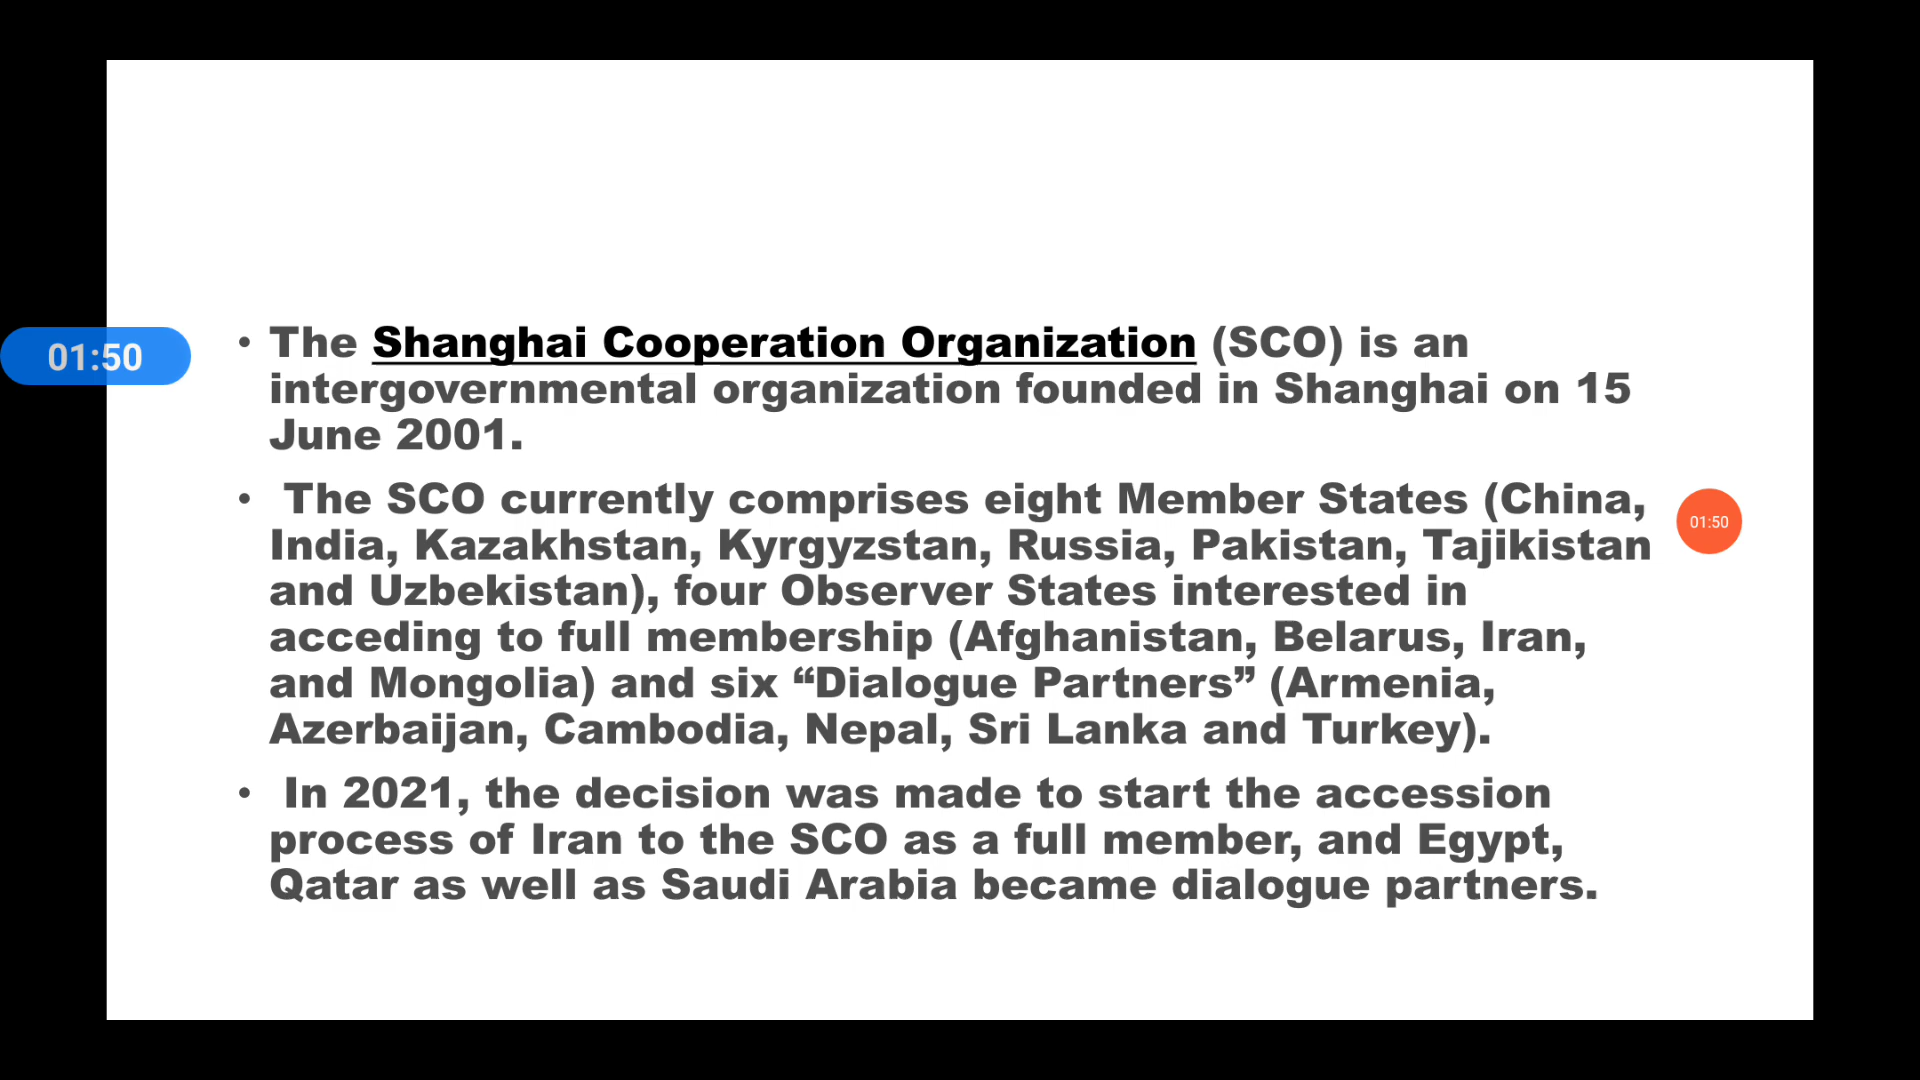 • The Shanghai Cooperation Organization (SCO) is an
intergovernmental organization founded in Shanghai on 15
June 2001.
01:50
• The SCO currently comprises eight Member States (China,
India, Kazakhstan, Kyrgyzstan, Russia, Pakistan, Tajikistan
and Uzbekistan), four Observer States interested in
acceding to full membership (Afghanistan, Belarus, Iran,
and Mongolia) and six “Dialogue Partners” (Armenia,
Azerbaijan, Cambodia, Nepal, Sri Lanka and Turkey).
01:50
• In 2021, the decision was made to start the accession
process of Iran to the SCO as a full member, and Egypt,
Qatar as well as Saudi Arabia became dialogue partners.